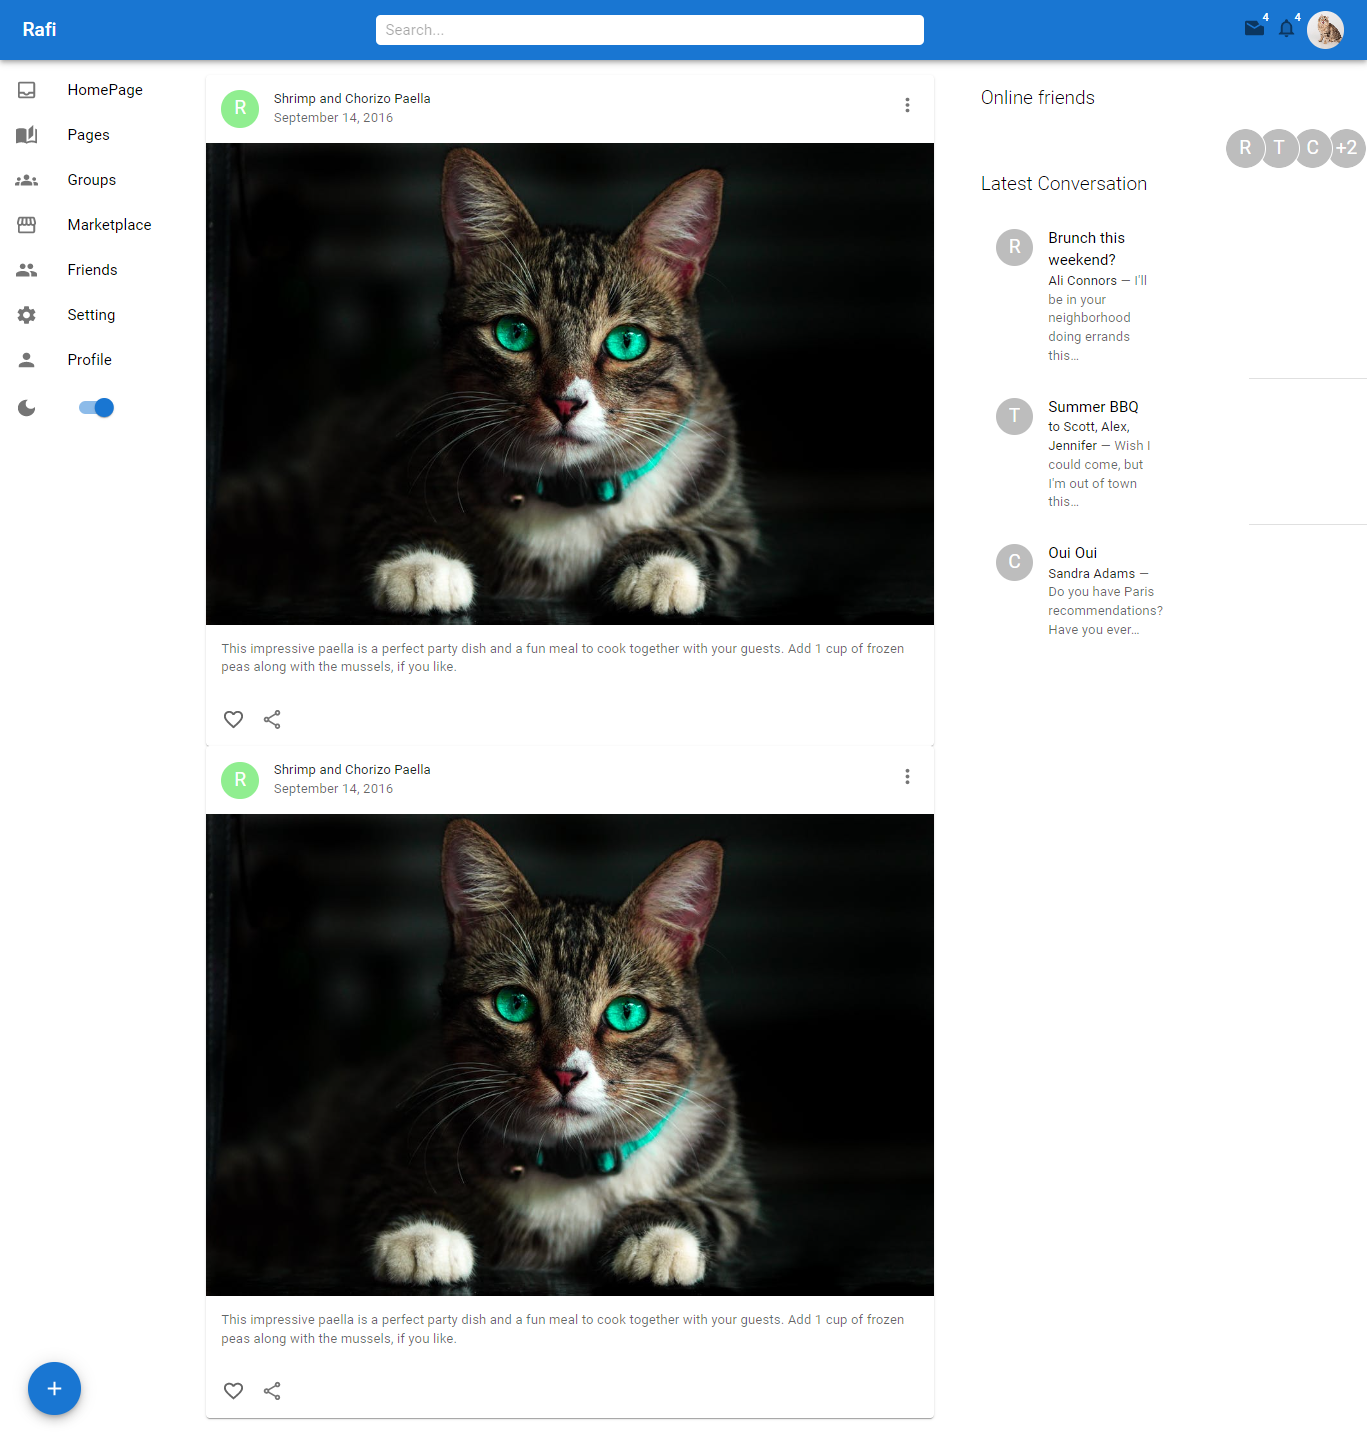 Rafi
Search...
4
4
HomePage
Pages
Groups
Marketplace
Friends
Setting
Profile
R
Shrimp and Chorizo Paella
September 14, 2016
This impressive paella is a perfect party dish and a fun meal to cook together with your guests. Add 1 cup of frozen
peas along with the mussels, if you like.
R
Shrimp and Chorizo Paella
September 14, 2016
This impressive paella is a perfect party dish and a fun meal to cook together with your guests. Add 1 cup of frozen
peas along with the mussels, if you like.
+
Online friends
R T C +2
Latest Conversation
R
Brunch this
weekend?
Ali Connors — I'll
be in your
neighborhood
doing errands
this…
T
Summer BBQ
to Scott, Alex,
Jennifer — Wish I
could come, but
I'm out of town
this…
C
Oui Oui
Sandra Adams —
Do you have Paris
recommendations?
Have you ever…